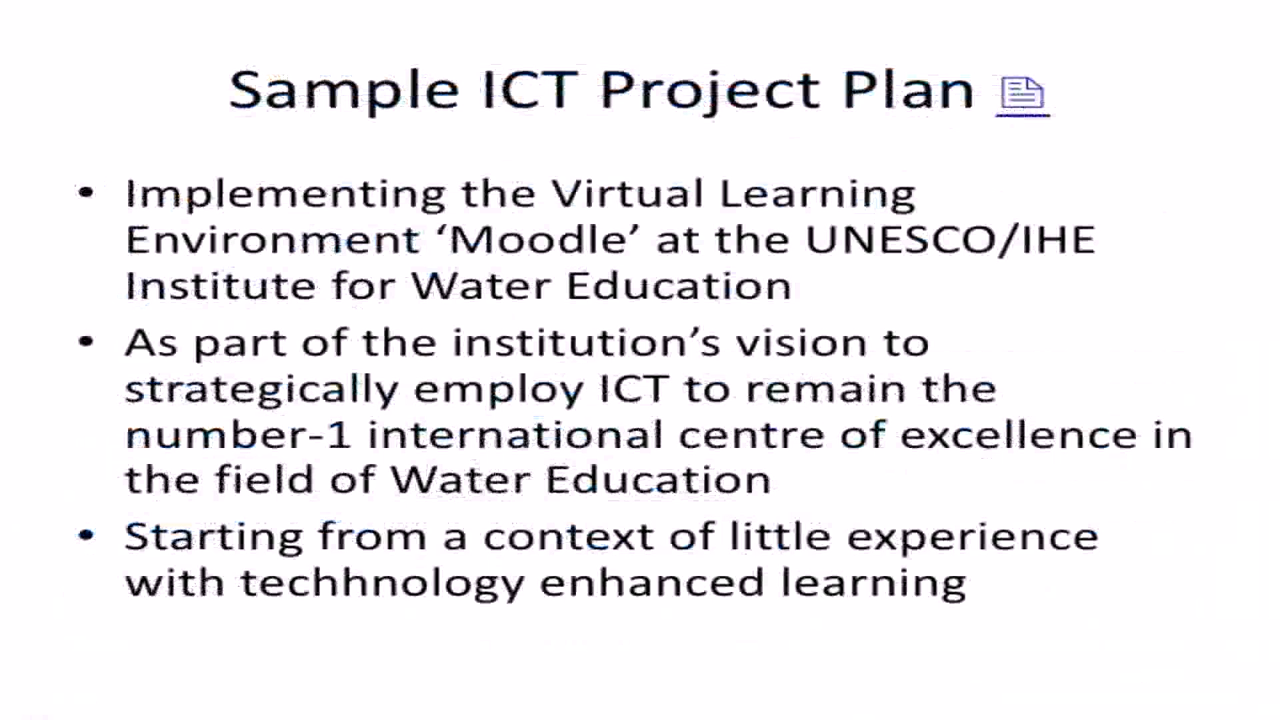 Sample ICT Project Plan
• Implementing the Virtual Learning
Environment ‘Moodle’ at the UNESCO/IHE
Institute for Water Education
• As part of the institution’s vision to
strategically employ ICT to remain the
number-1 international centre of excellence in
the field of Water Education
• Starting from a context of little experience
with techhnology enhanced learning